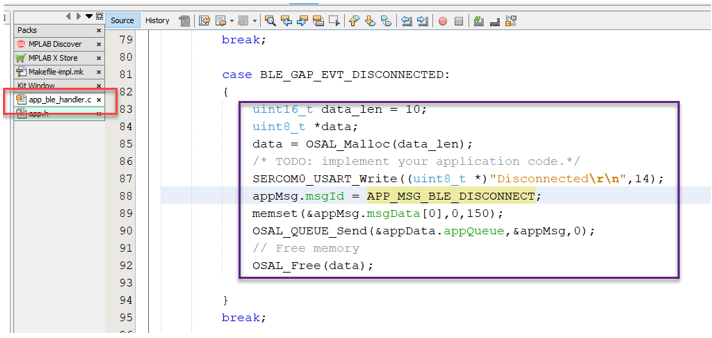 Source History
Packs
MPLAB Discover
MPLAB X Store
Makefile-impl.mk
Kit Window
app_ble_handler.c
app.h
79 break;
80
81 case BLE_GAP_EVT_DISCONNECTED:
82 {
83 uint16_t data_len = 10;
84 uint8_t *data;
85 data = OSAL_Malloc(data_len);
86 /* TODO: implement your application code.*/
87 SERCOM0_USART_Write((uint8_t *)"Disconnected\r\n",14);
88 appMsg.msgId = APP_MSG_BLE_DISCONNECT;
89 memset(&appMsg.msgData[0],0,150);
90 OSAL_QUEUE_Send(&appData.appQueue,&appMsg,0);
91 // Free memory
92 OSAL_Free(data);
93
94 }
95 break;